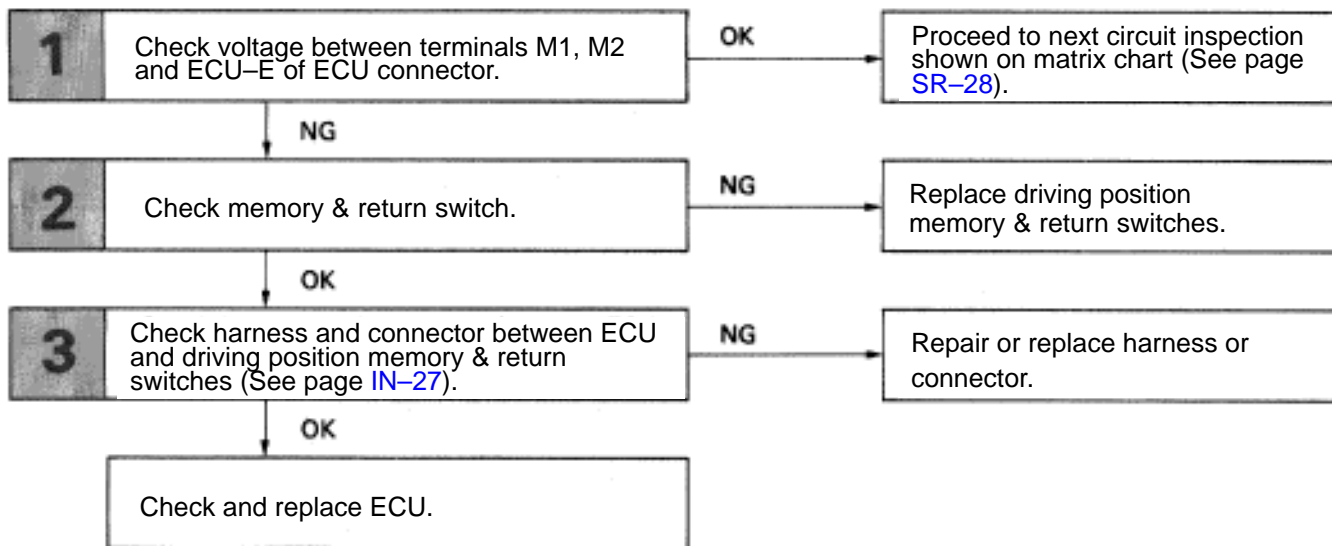 1
Check voltage between terminals M1, M2
and ECU–E of ECU connector.
OK
Proceed to next circuit inspection
shown on matrix chart (See page
SR–28).
NG
2
Check memory & return switch.
NG
Replace driving position
memory & return switches.
OK
3
Check harness and connector between ECU
and driving position memory & return
switches (See page IN–27).
NG
Repair or replace harness or
connector.
OK
Check and replace ECU.